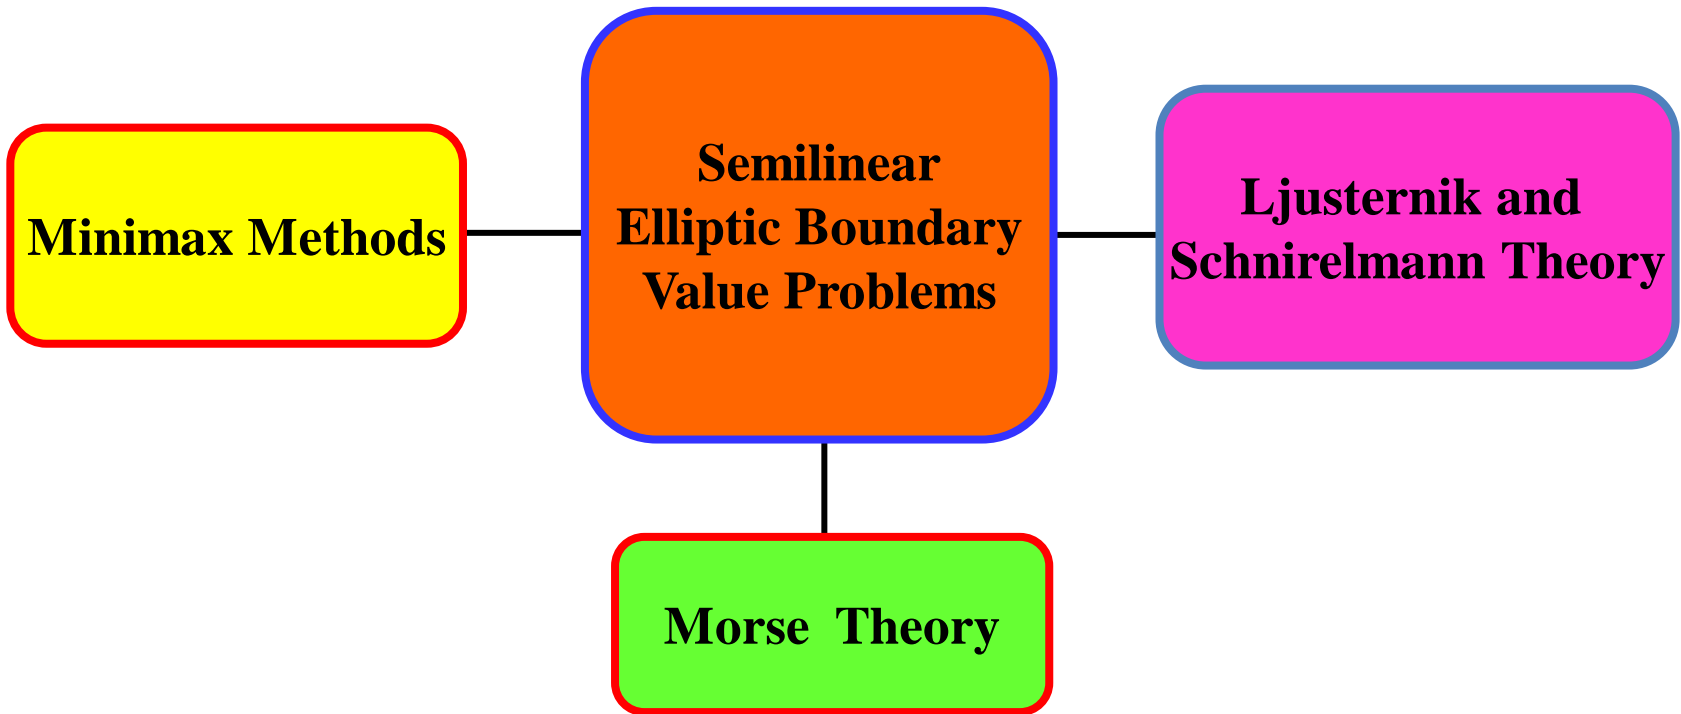 Minimax Methods
Semilinear
Elliptic Boundary
Value Problems
Ljusternik and
Schnirelmann Theory
Morse Theory